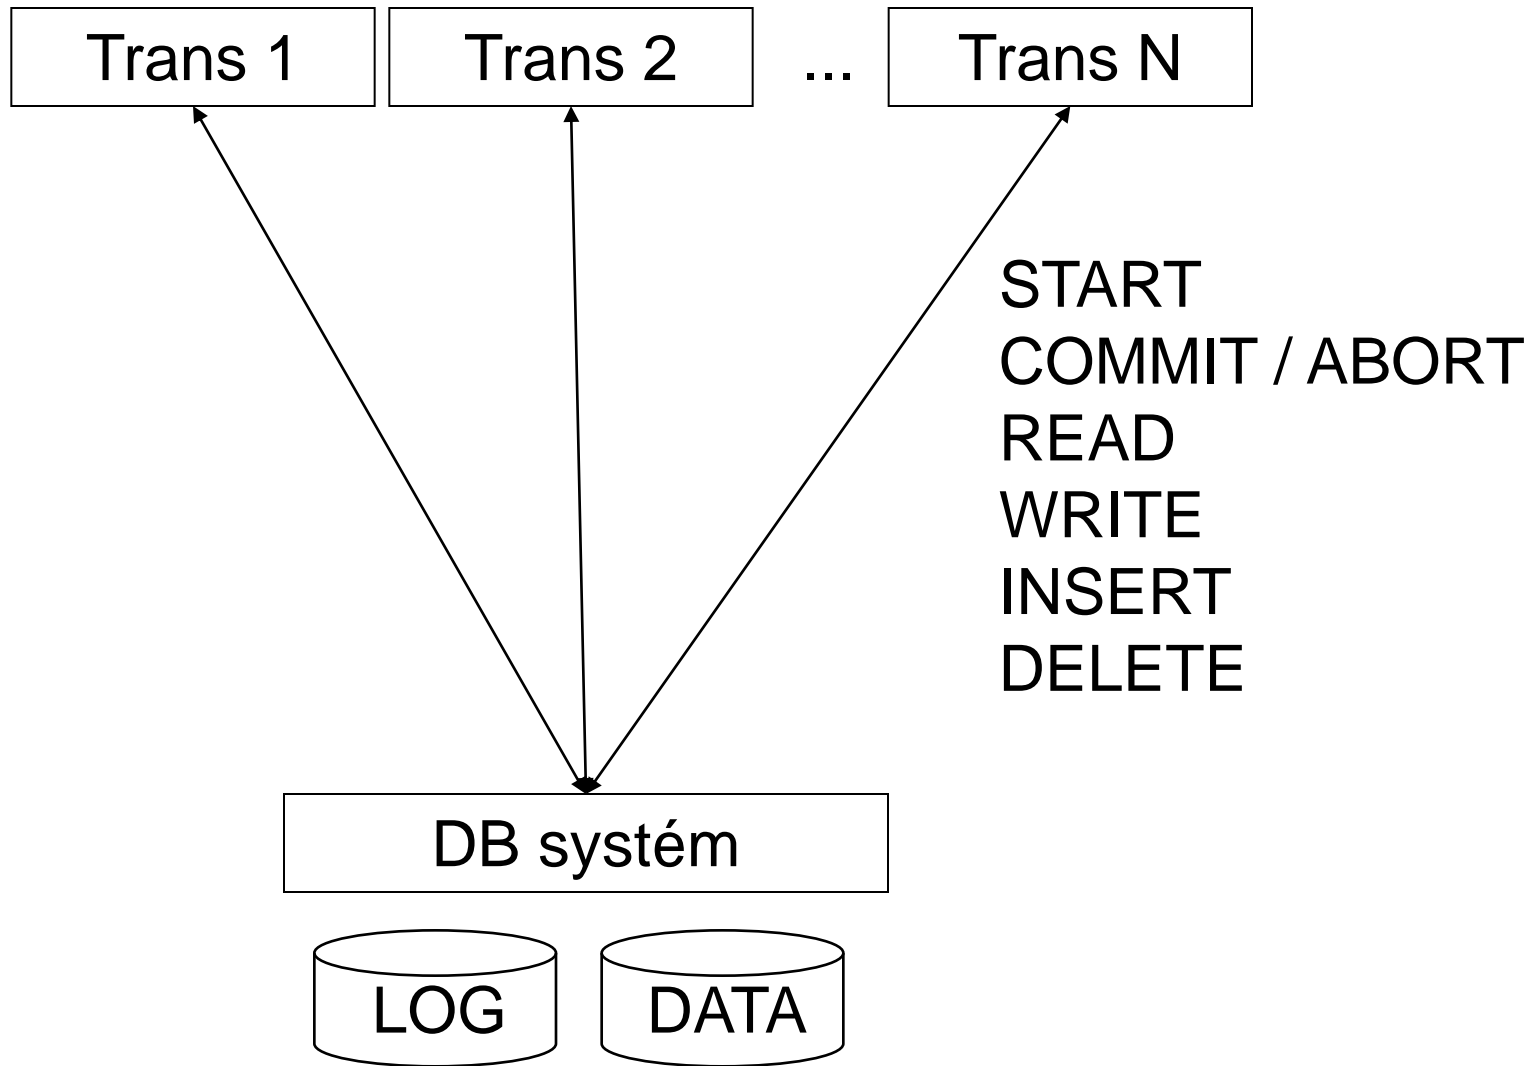 Trans 1
Trans 2
...
Trans N
START
COMMIT / ABORT
READ
WRITE
INSERT
DELETE
DB systém
LOG
DATA